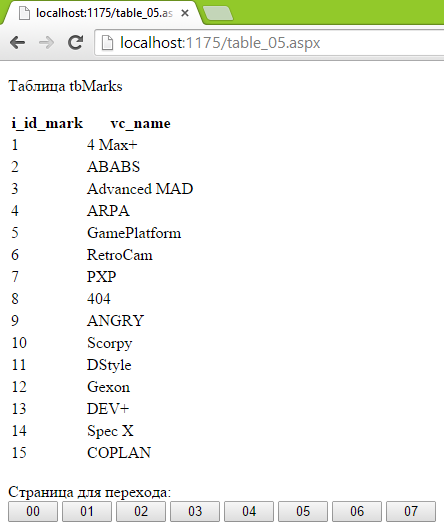 localhost:1175/table_05.as
localhost:1175/table_05.aspx
Таблица tbMarks
i_id_mark vc_name
1 4 Max+
2 ABABS
3 Advanced MAD
4 ARPA
5 GamePlatform
6 RetroCam
7 PXP
8 404
9 ANGRY
10 Scorpy
11 DStyle
12 Gexon
13 DEV+
14 Spec X
15 COPLAN
Страница для перехода:
00 01 02 03 04 05 06 07